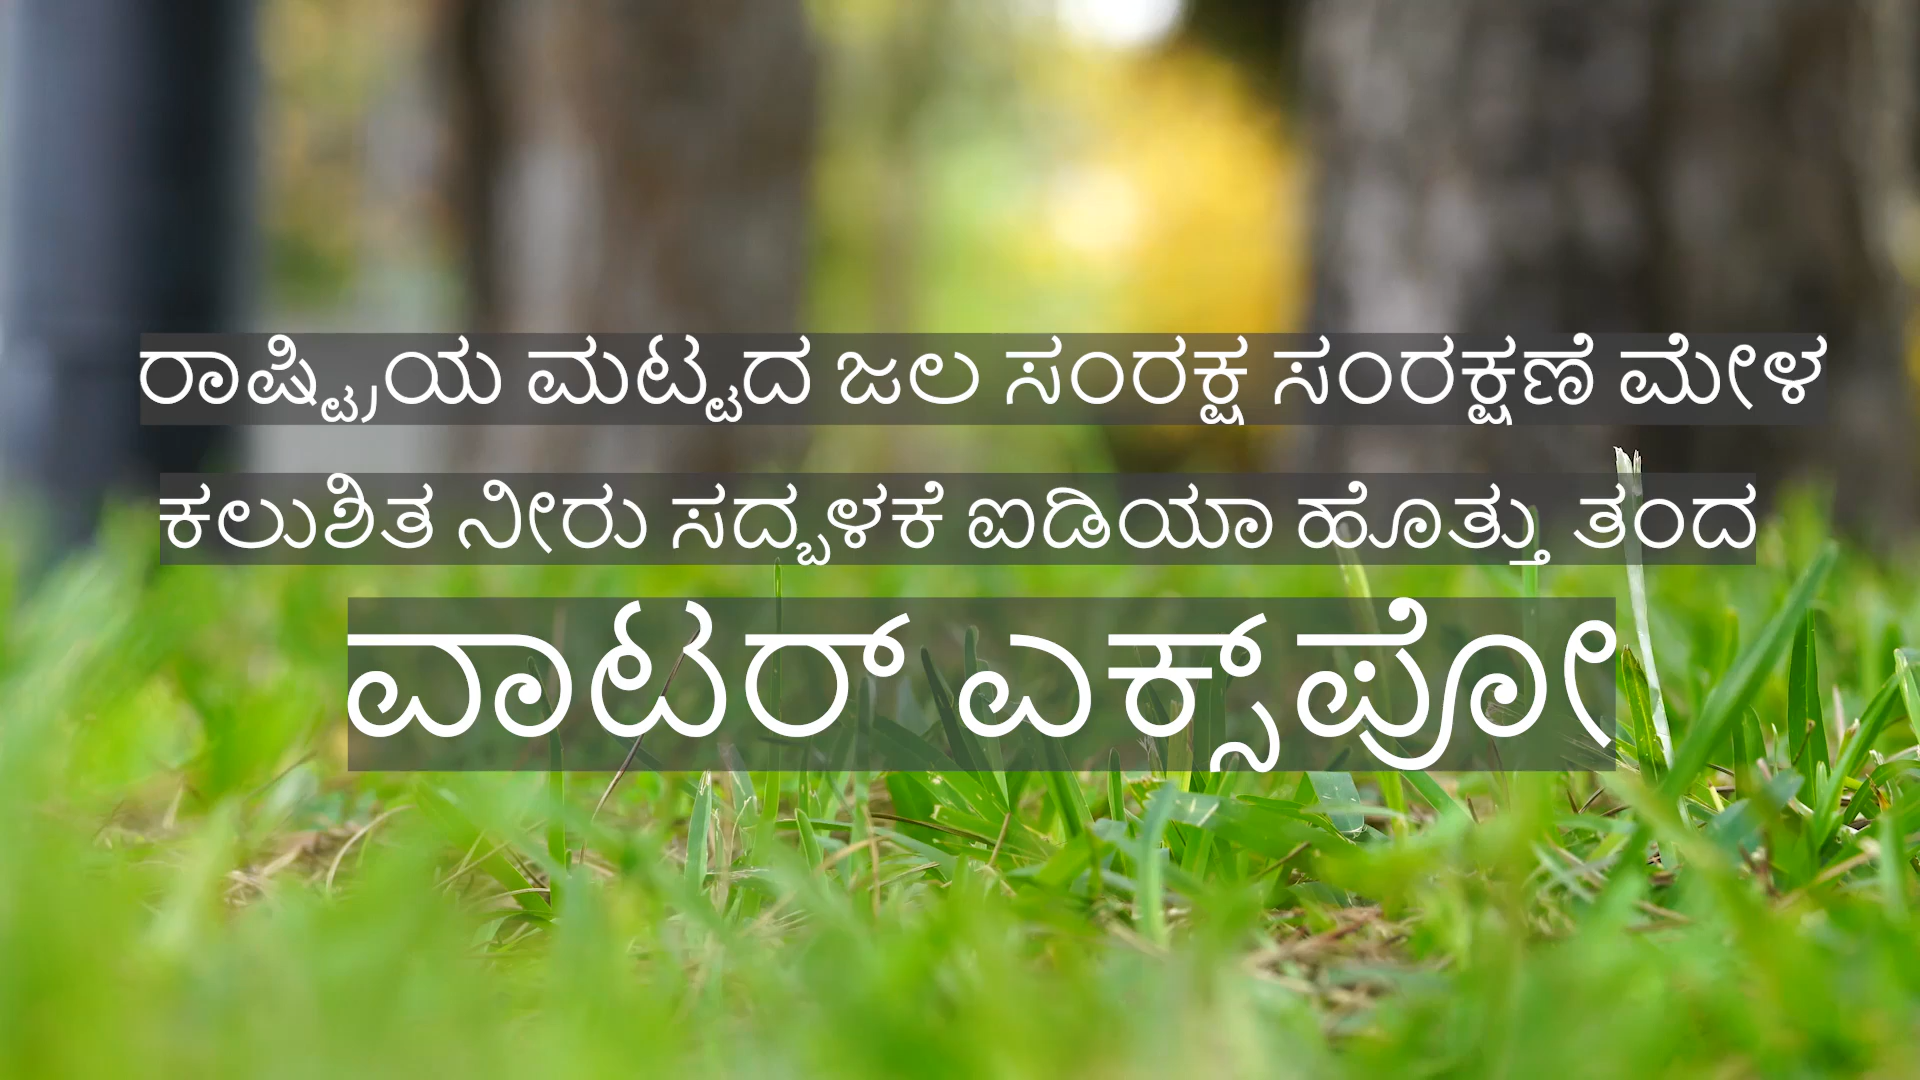 ರಾಷ್ಟ್ರಿಯ ಮಟ್ಟದ ಜಲ ಸಂರಕ್ಷ ಸಂರಕ್ಷಣೆ ಮೇಳ
ಕಲುಶಿತ ನೀರು ಸದ್ಬಳಕೆ ಐಡಿಯಾ ಹೊತ್ತು ತಂದ
ವಾಟರ್ ಎಕ್ಸ್‌ಪೋ